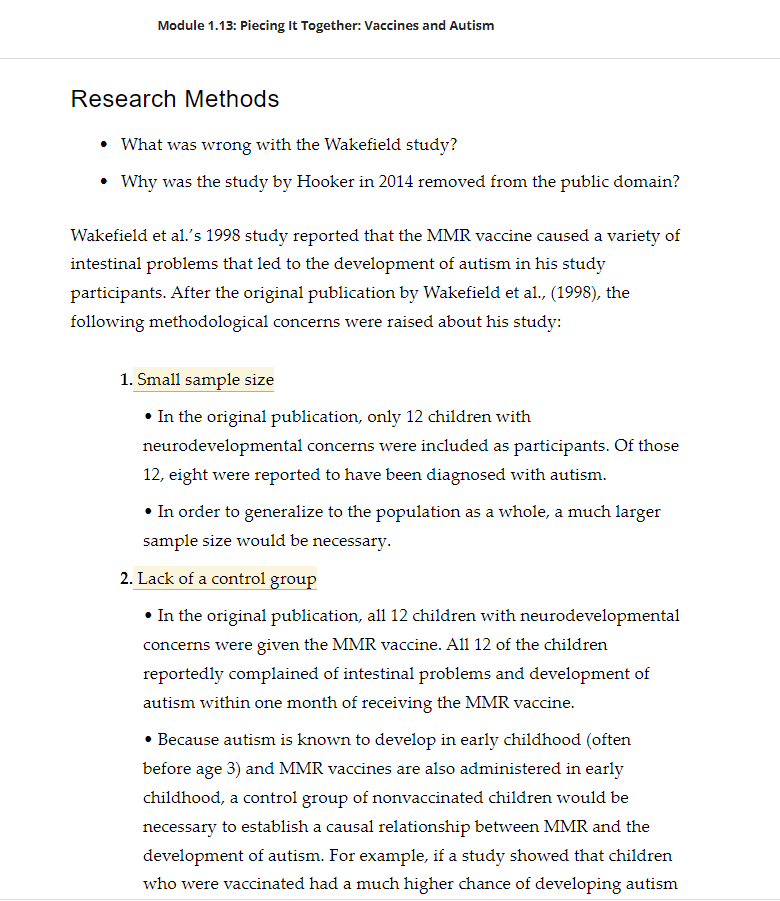 Module 1.13: Piecing It Together: Vaccines and Autism
Research Methods
• What was wrong with the Wakefield study?
• Why was the study by Hooker in 2014 removed from the public domain?
Wakefield et al.'s 1998 study reported that the MMR vaccine caused a variety of
intestinal problems that led to the development of autism in his study
participants. After the original publication by Wakefield et al., (1998), the
following methodological concerns were raised about his study:
1. Small sample size
• In the original publication, only 12 children with
neurodevelopmental concerns were included as participants. Of those
12, eight were reported to have been diagnosed with autism.
• In order to generalize to the population as a whole, a much larger
sample size would be necessary.
2. Lack of a control group
• In the original publication, all 12 children with neurodevelopmental
concerns were given the MMR vaccine. All 12 of the children
reportedly complained of intestinal problems and development of
autism within one month of receiving the MMR vaccine.
• Because autism is known to develop in early childhood (often
before age 3) and MMR vaccines are also administered in early
childhood, a control group of nonvaccinated children would be
necessary to establish a causal relationship between MMR and the
development of autism. For example, if a study showed that children
who were vaccinated had a much higher chance of developing autism